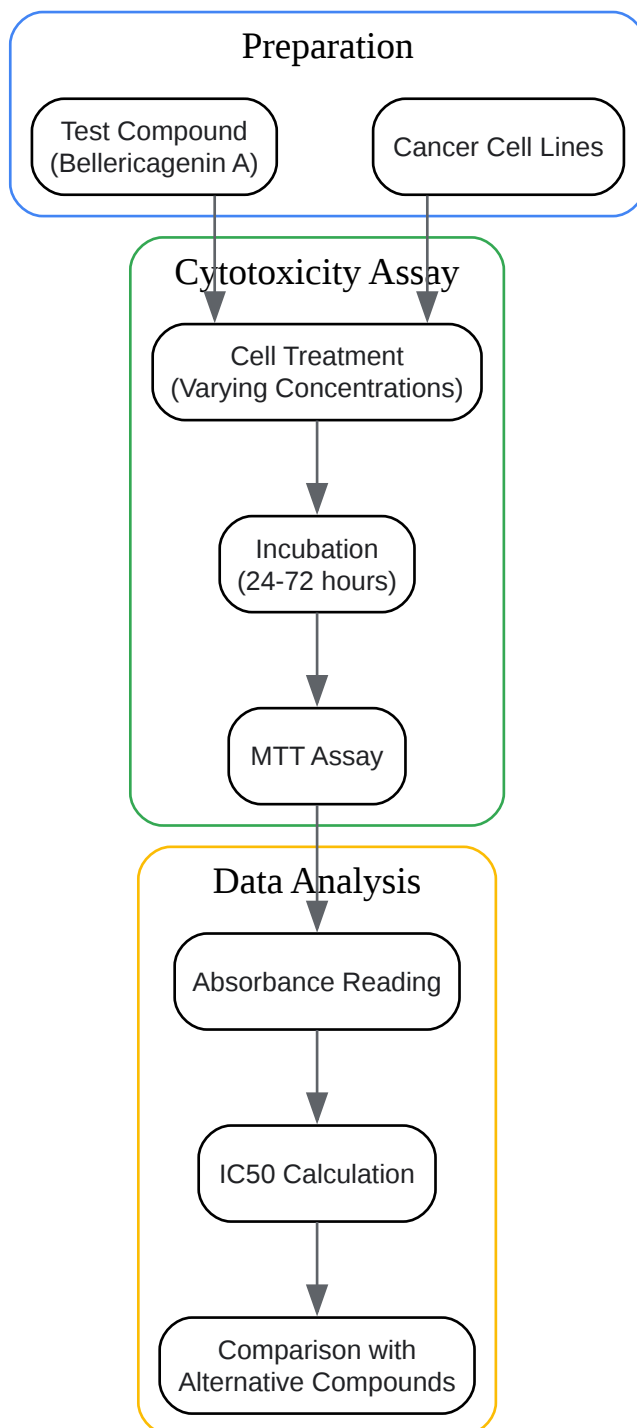 Preparation
Test Compound
(Bellericagenin A)
Cancer Cell Lines
Cytotoxicity Assay
Cell Treatment
(Varying Concentrations)
Incubation
(24-72 hours)
MTT Assay
Data Analysis
Absorbance Reading
IC50 Calculation
Comparison with
Alternative Compounds